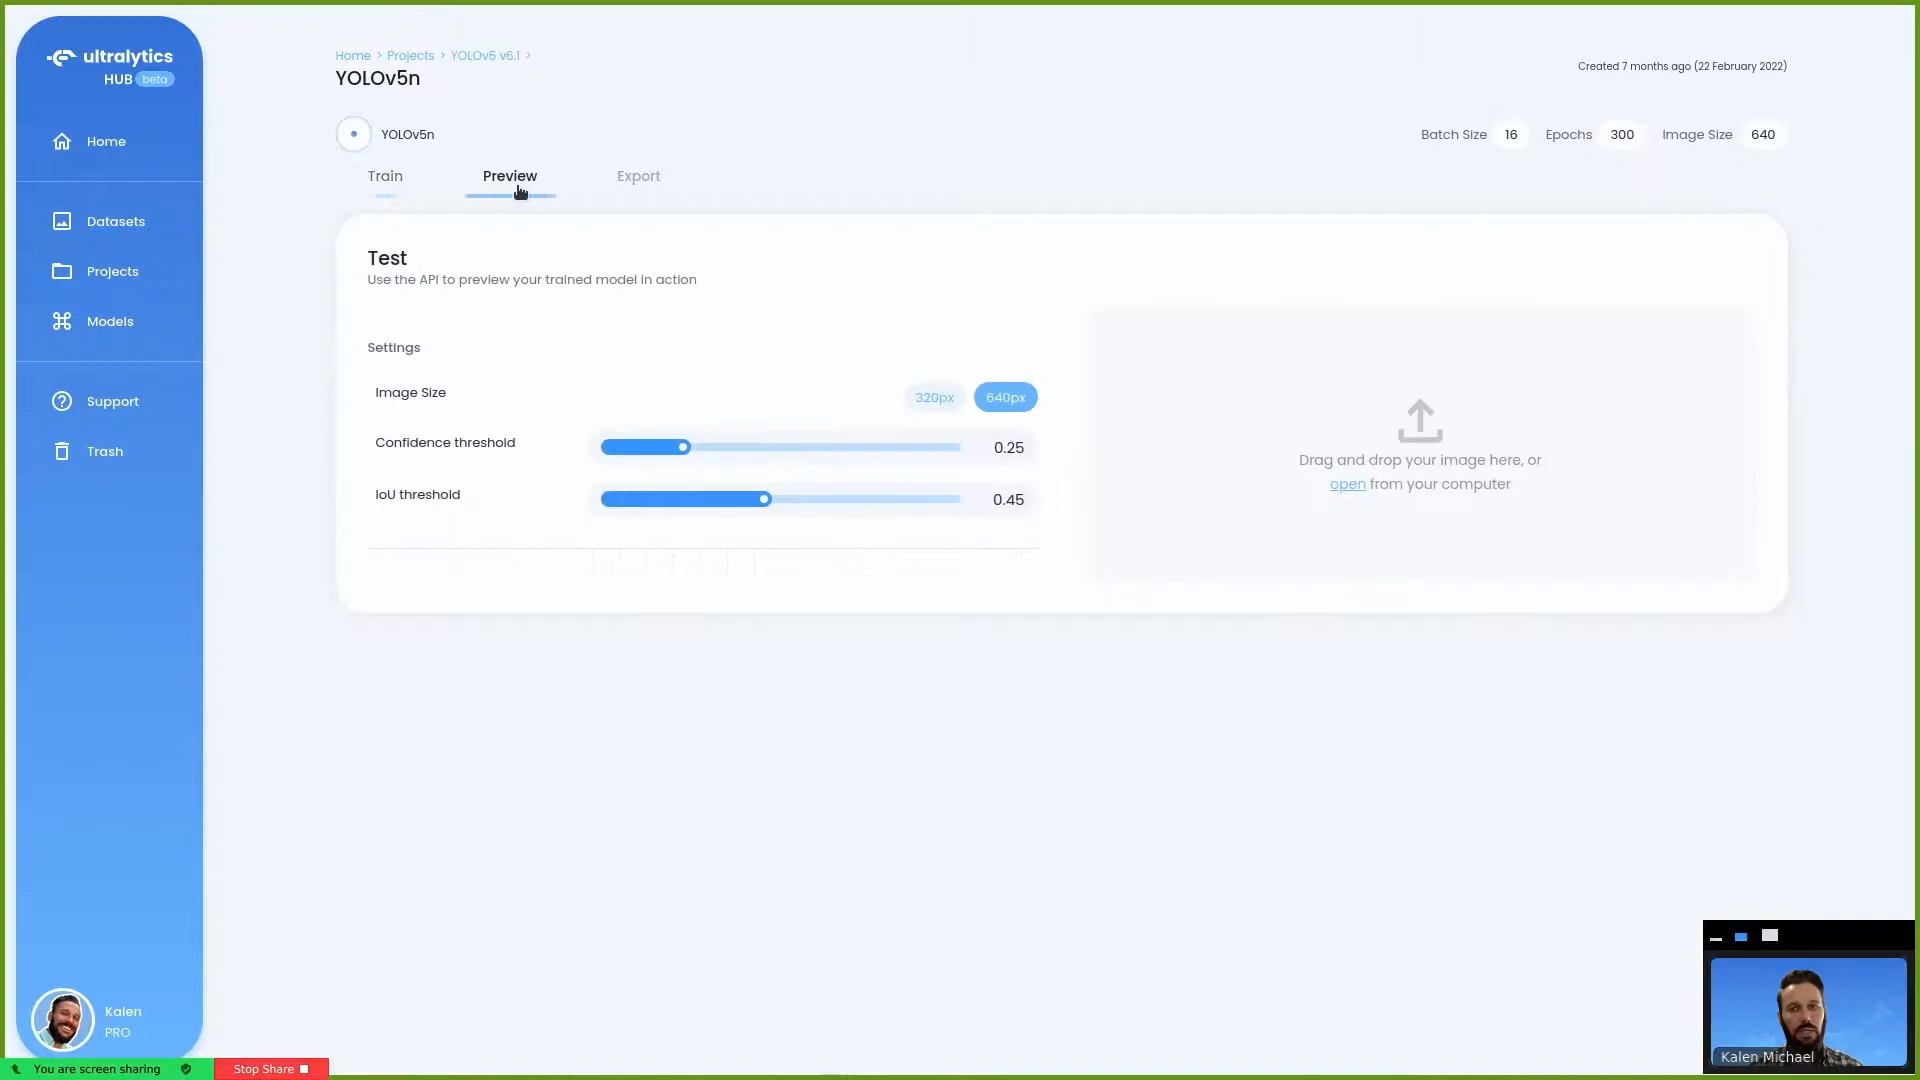 ultralytics
HUB beta
Home
Datasets
Projects
Models
Support
Trash
Kalen
PRO
You are screen sharing
Stop Share
Home > Projects > YOLOv5 v6.1 >
YOLOv5n
Created 7 months ago (22 February 2022)
YOLOv5n
Batch Size 16 Epochs 300 Image Size 640
Train Preview Export
Test
Use the API to preview your trained model in action
Settings
Image Size 320px 640px
Confidence threshold 0.25
IoU threshold 0.45
Drag and drop your image here, or
open from your computer
Kalen Michael